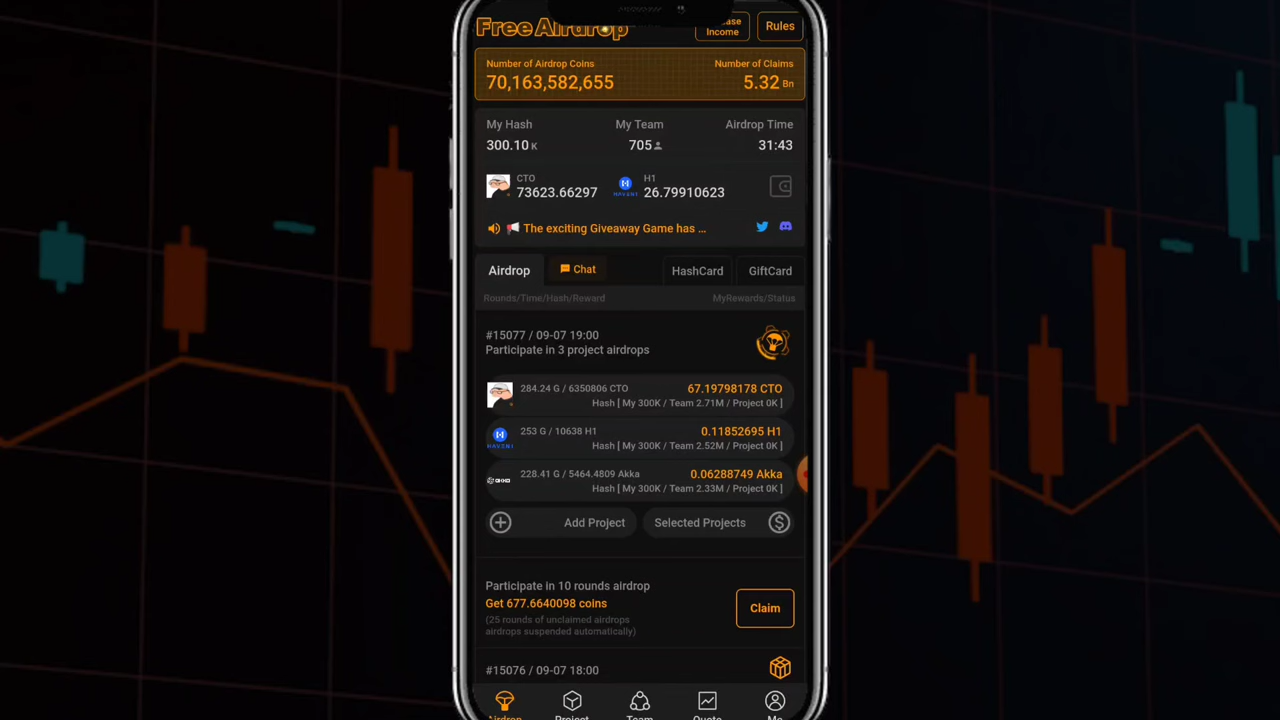 Free Airdrop
Income
Rules
Number of Airdrop Coins
Number of Claims
70,163,582,655
5.32 Bn
My Hash
My Team
Airdrop Time
300.10 K
705
31:43
CTO
73623.66297
H1
26.79910623
The exciting Giveaway Game has ...
Airdrop
Chat
HashCard
GiftCard
Rounds/Time/Hash/Reward
MyRewards/Status
#15077 / 09-07 19:00
Participate in 3 project airdrops
284.24 G / 6350806 CTO
67.19798178 CTO
Hash [ My 300K / Team 2.71M / Project 0K ]
253 G / 10638 H1
0.11852695 H1
Hash [ My 300K / Team 2.52M / Project 0K ]
HAVEN1
228.41 G / 5464.4809 Akka
0.06288749 Akka
Hash [ My 300K / Team 2.33M / Project 0K ]
Add Project
Selected Projects
Participate in 10 rounds airdrop
Get 677.6640098 coins
(25 rounds of unclaimed airdrops
airdrops suspended automatically)
Claim
#15076 / 09-07 18:00
Airdrop
Project
Team
Quote
Me